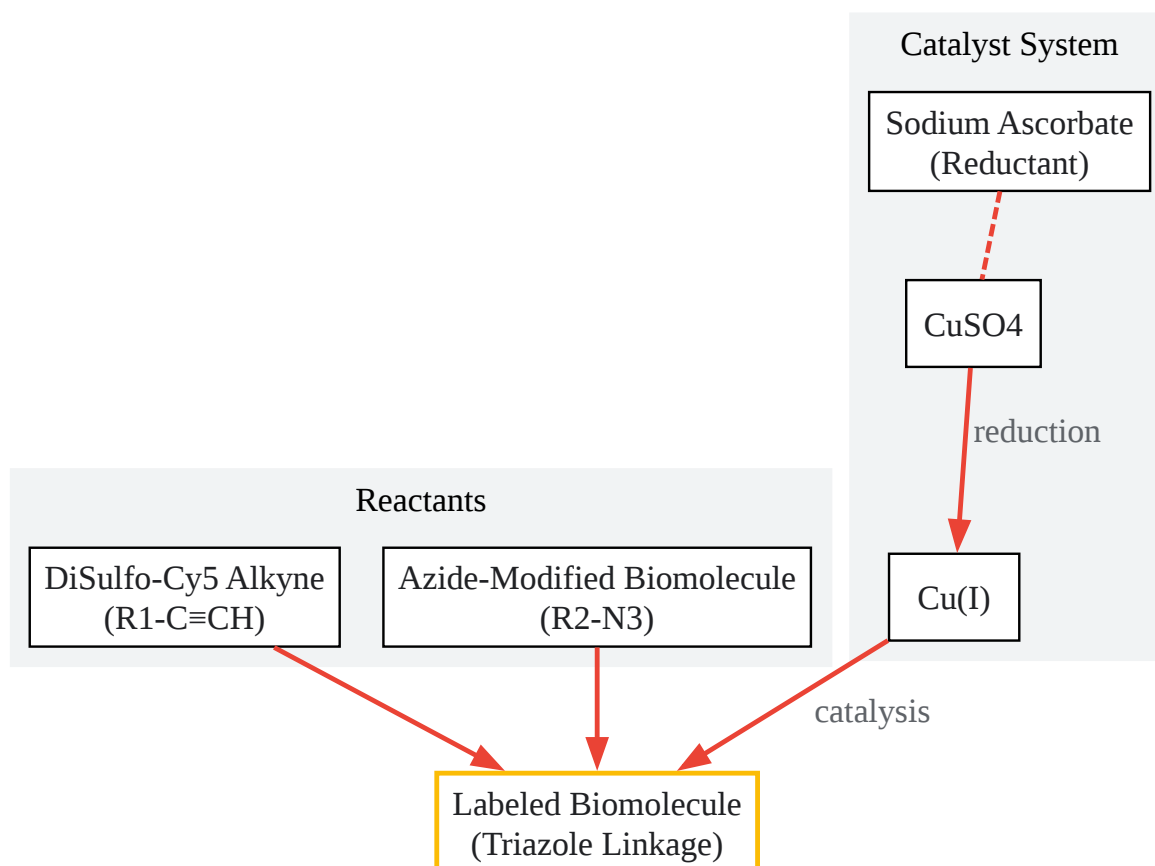 Catalyst System
Sodium Ascorbate
(Reductant)
CuSO4
reduction
Reactants
DiSulfo-Cy5 Alkyne
(R1-C≡CH)
Azide-Modified Biomolecule
(R2-N3)
Cu(I)
catalysis
Labeled Biomolecule
(Triazole Linkage)